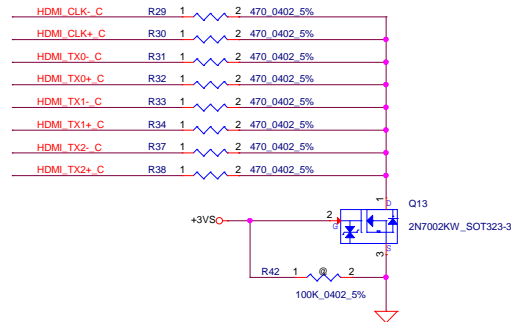 HDMI_CLK-_C R29 1 2 470_0402_5%
HDMI_CLK+_C R30 1 2 470_0402_5%
HDMI_TX0-_C R31 1 2 470_0402_5%
HDMI_TX0+_C R32 1 2 470_0402_5%
HDMI_TX1-_C R33 1 2 470_0402_5%
HDMI_TX1+_C R34 1 2 470_0402_5%
HDMI_TX2-_C R37 1 2 470_0402_5%
HDMI_TX2+_C R38 1 2 470_0402_5%
1 D Q13
+3VS 2 G 2N7002KW_SOT323-3
3 S
R42 1 @ 2
100K_0402_5%